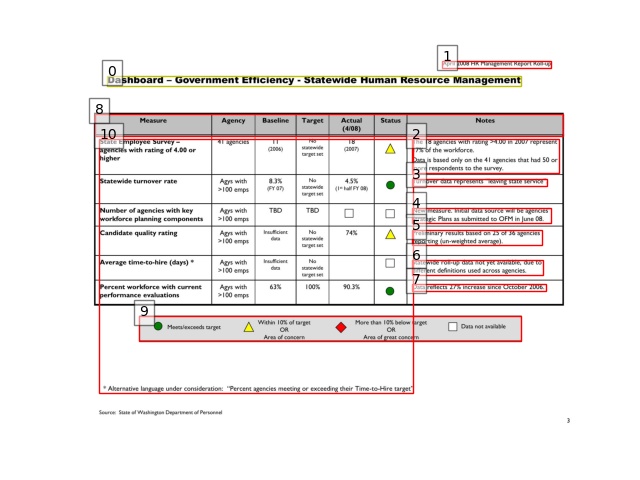 April 2008 HR Management Report Roll-up
Dashboard – Government Efficiency - Statewide Human Resource Management
Measure Agency Baseline Target Actual (4/08) Status Notes
State Employee Survey – agencies with rating of 4.00 or higher 41 agencies 11 (2006) No statewide target set 18 (2007) The 18 agencies with rating >4.00 in 2007 represent % of the workforce.
Data is based only on the 41 agencies that had 50 or more respondents to the survey.
Statewide turnover rate Agys with >100 emps 8.3% (FY 07) No statewide target set 4.5% (1st half FY 08) Turnover data represents "leaving state service"
Number of agencies with key workforce planning components Agys with >100 emps TBD TBD New measure. Initial data source will be agencies' Strategic Plans as submitted to OFM in June 08.
Candidate quality rating Agys with >100 emps Insufficient data No statewide target set 74% Preliminary results based on 25 of 36 agencies reporting (un-weighted average).
Average time-to-hire (days) * Agys with >100 emps Insufficient data No statewide target set Statewide roll-up data not yet available, due to different definitions used across agencies.
Percent workforce with current performance evaluations Agys with >100 emps 63% 100% 90.3% Data reflects 27% increase since October 2006.
Meets/exceeds target
Within 10% of target
OR
Area of concern
More than 10% below target
OR
Area of great concern
Data not available
* Alternative language under consideration: "Percent agencies meeting or exceeding their Time-to-Hire target"
Source: State of Washington Department of Personnel
3
0
1
2
3
4
5
6
7
8
9
10